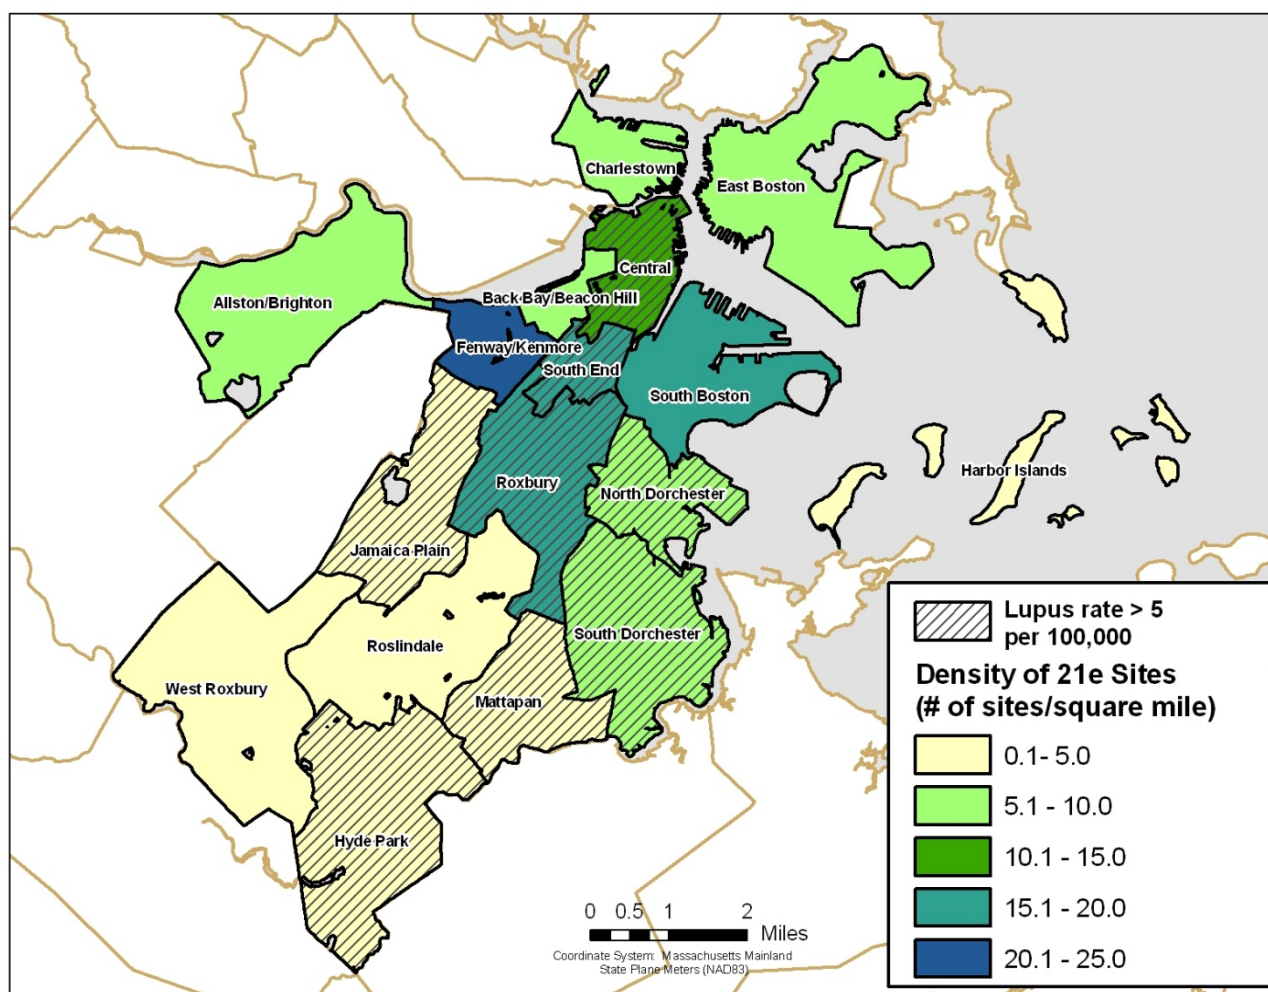 Charlestown
East Boston
Central
Allston/Brighton
Back Bay/Beacon Hill
Fenway/Kenmore
South End
South Boston
Harbor Islands
Roxbury
North Dorchester
Jamaica Plain
South Dorchester
Roslindale
West Roxbury
Mattapan
Hyde Park
Lupus rate > 5
per 100,000
Density of 21e Sites
(# of sites/square mile)
0.1- 5.0
5.1 - 10.0
10.1 - 15.0
15.1 - 20.0
20.1 - 25.0
0 0.5 1 2
Miles
Coordinate System: Massachusetts Mainland
State Plane Meters (NAD83)